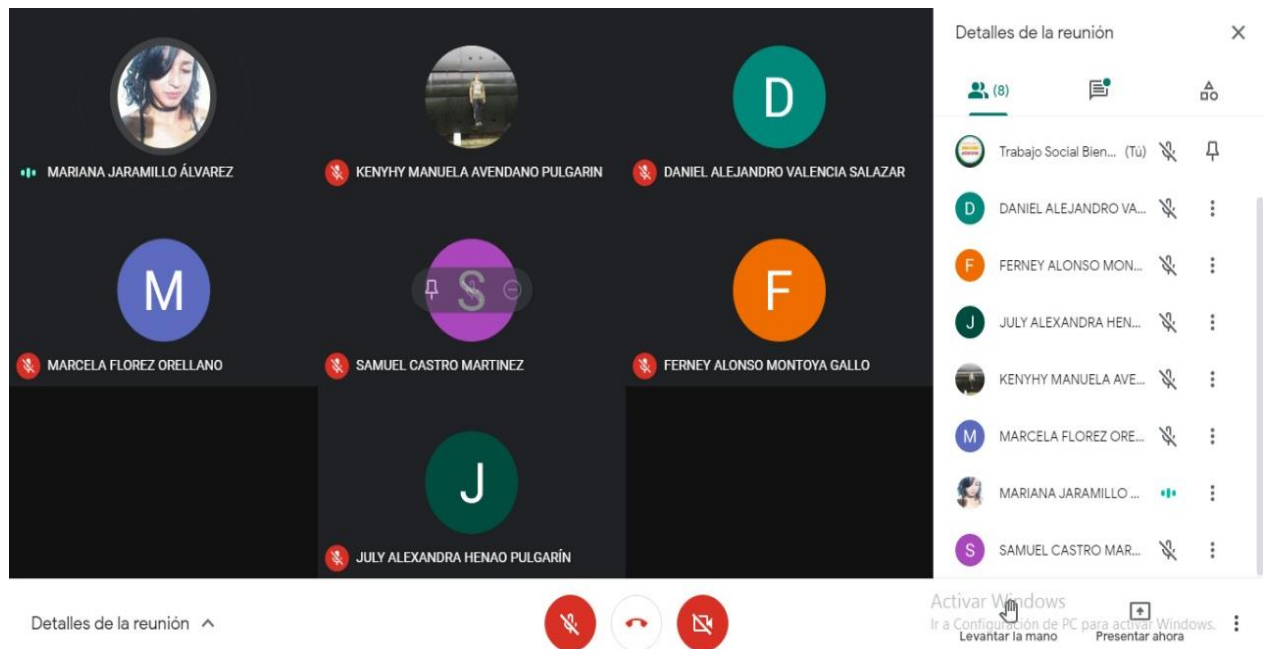 Detalles de la reunión
(8)
MARIANA JARAMILLO ÁLVAREZ
KENYHY MANUELA AVENDANO PULGARIN
D
DANIEL ALEJANDRO VALENCIA SALAZAR
M
MARCELA FLOREZ ORELLANO
S
SAMUEL CASTRO MARTINEZ
F
FERNEY ALONSO MONTOYA GALLO
J
JULY ALEXANDRA HENAO PULGARÍN
Trabajo Social Bien... (Tú)
D DANIEL ALEJANDRO VA...
F FERNEY ALONSO MON...
J JULY ALEXANDRA HEN...
KENYHY MANUELA AVE...
M MARCELA FLOREZ ORE...
MARIANA JARAMILLO ...
S SAMUEL CASTRO MAR...
Detalles de la reunión
Activar Windows
Ir a Configuración de PC para activar Windows.
Levantar la mano
Presentar ahora